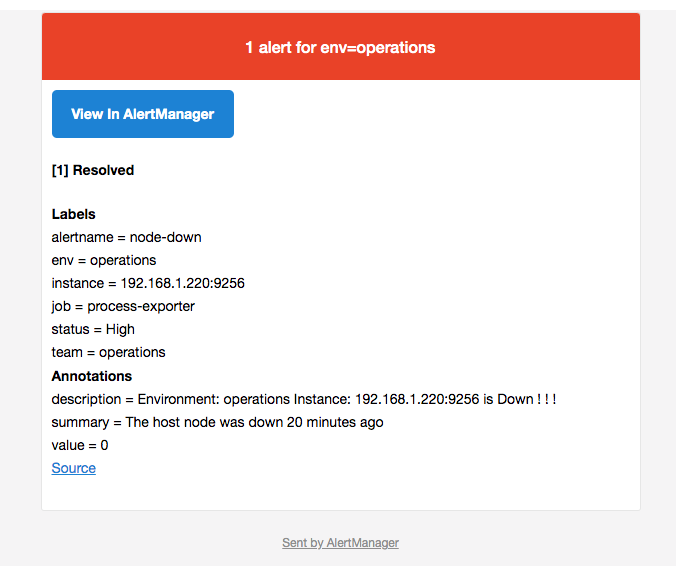 1 alert for env=operations
View In AlertManager
[1] Resolved
Labels
alertname = node-down
env = operations
instance = 192.168.1.220:9256
job = process-exporter
status = High
team = operations
Annotations
description = Environment: operations Instance: 192.168.1.220:9256 is Down ! ! !
summary = The host node was down 20 minutes ago
value = 0
Source
Sent by AlertManager